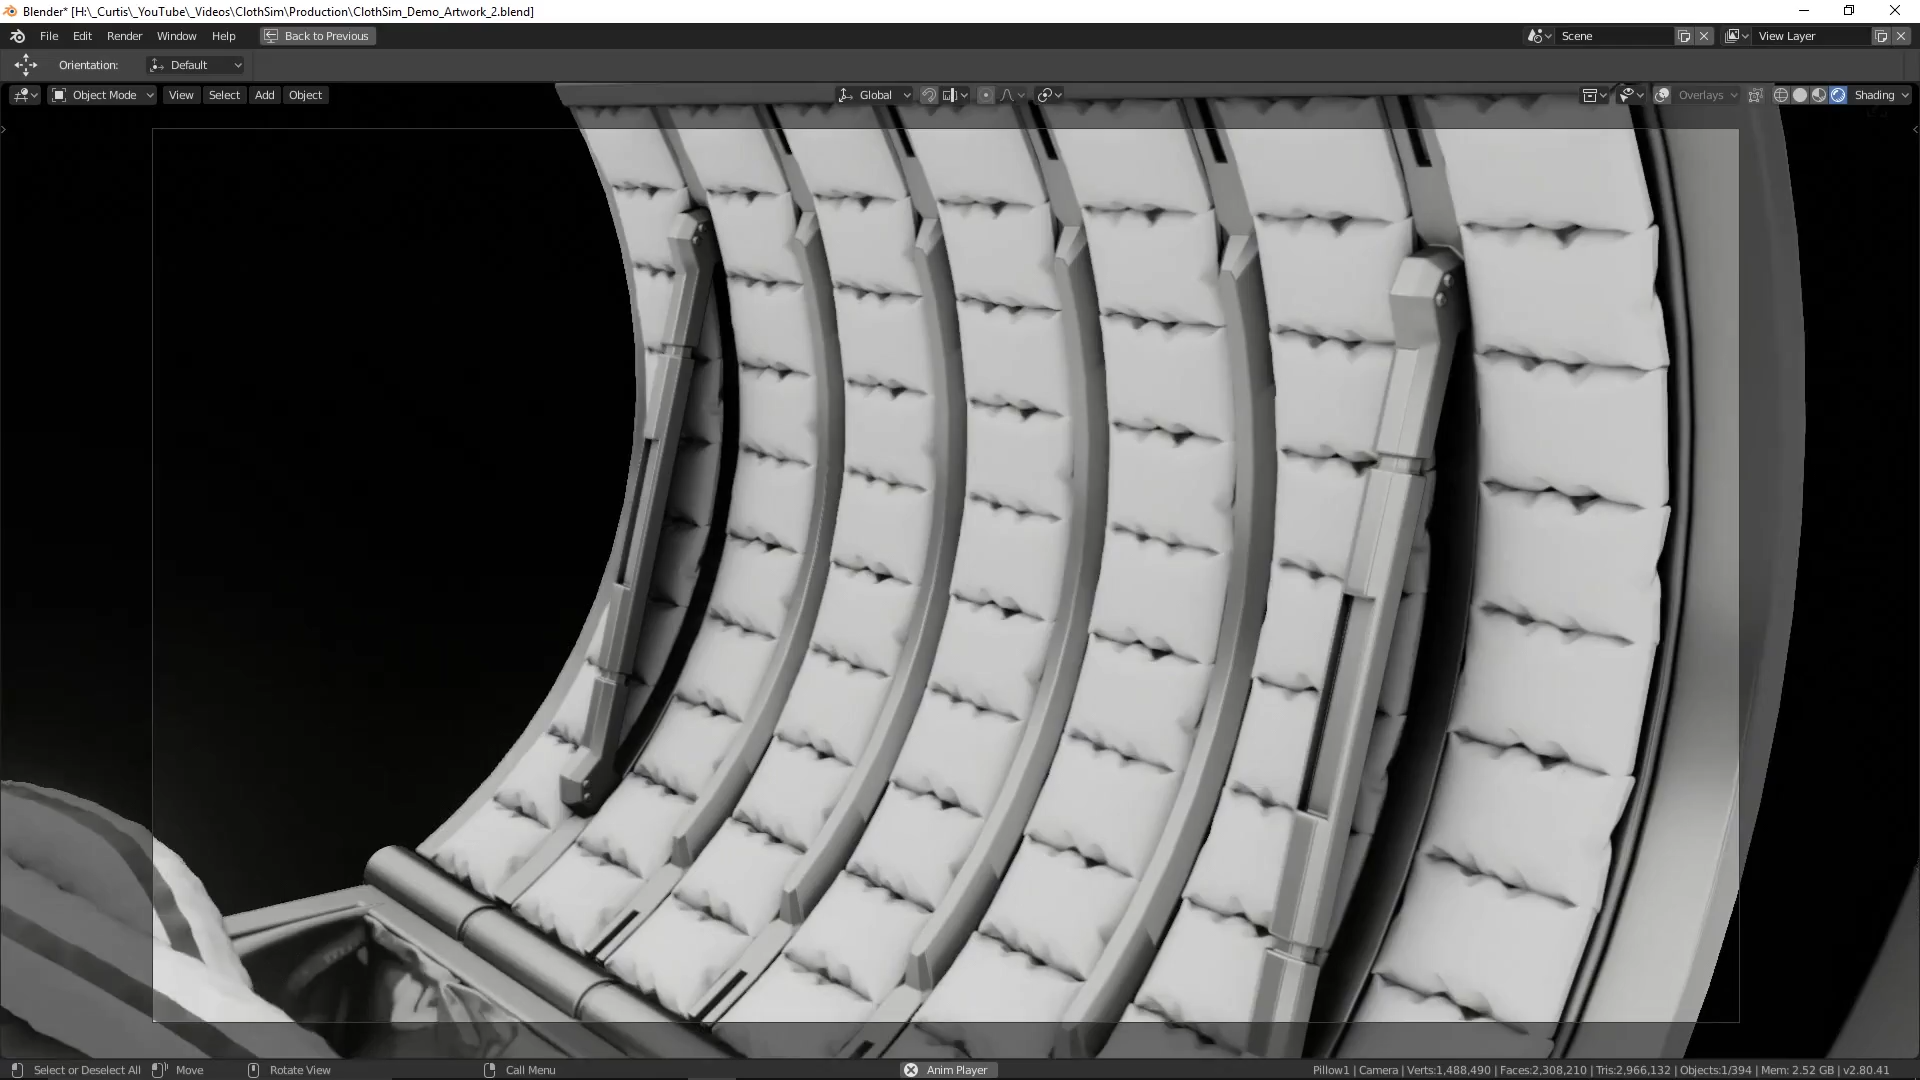 Blender* [H:\_Curtis\_YouTube\_Videos\ClothSim\Production\ClothSim_Demo_Artwork_2.blend]
File Edit Render Window Help Back to Previous Scene View Layer
Orientation: Default
Object Mode View Select Add Object Global Overlays Shading
Select or Deselect All Move Rotate View Call Menu Anim Player Pillow1 | Camera | Verts:1,488,490 | Faces:2,308,210 | Tris:2,966,132 | Objects:1/394 | Mem: 2.52 GB | v2.80.41